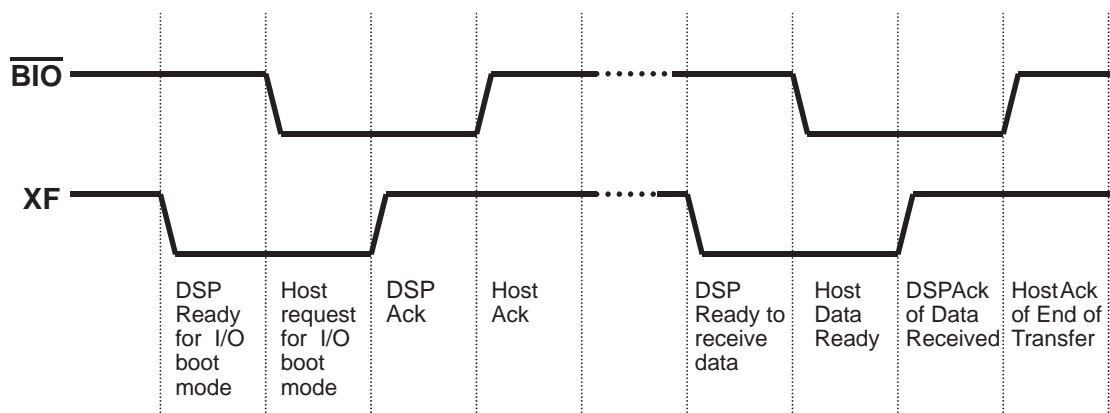 BIO
XF
DSP
Ready
for I/O
boot
mode
Host
request
for I/O
boot
mode
DSP
Ack
Host
Ack
DSP
Ready to
receive
data
Host
Data
Ready
DSPAck
of Data
Received
HostAck
of End of
Transfer